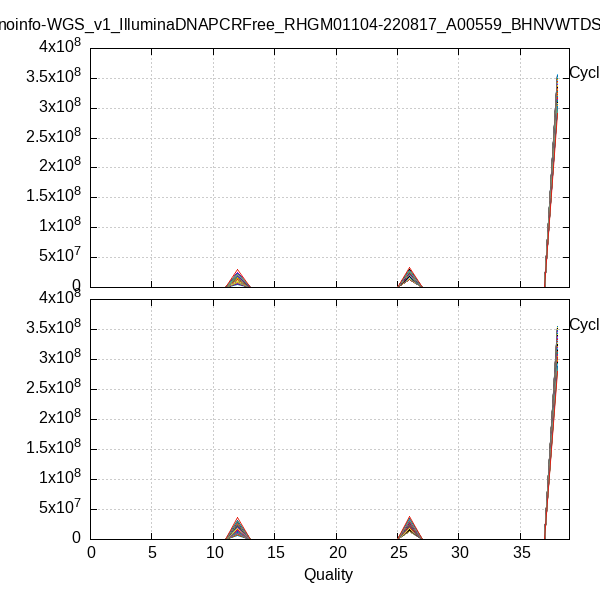 noinfo-WGS_v1_IlluminaDNAPCRFree_RHGM01104-220817_A00559_BHNVWTDS
4x10^8
3.5x10^8
Cycl
3x10^8
2.5x10^8
2x10^8
1.5x10^8
1x10^8
5x10^7
0
4x10^8
3.5x10^8
Cycl
3x10^8
2.5x10^8
2x10^8
1.5x10^8
1x10^8
5x10^7
0
0 5 10 15 20 25 30 35
Quality